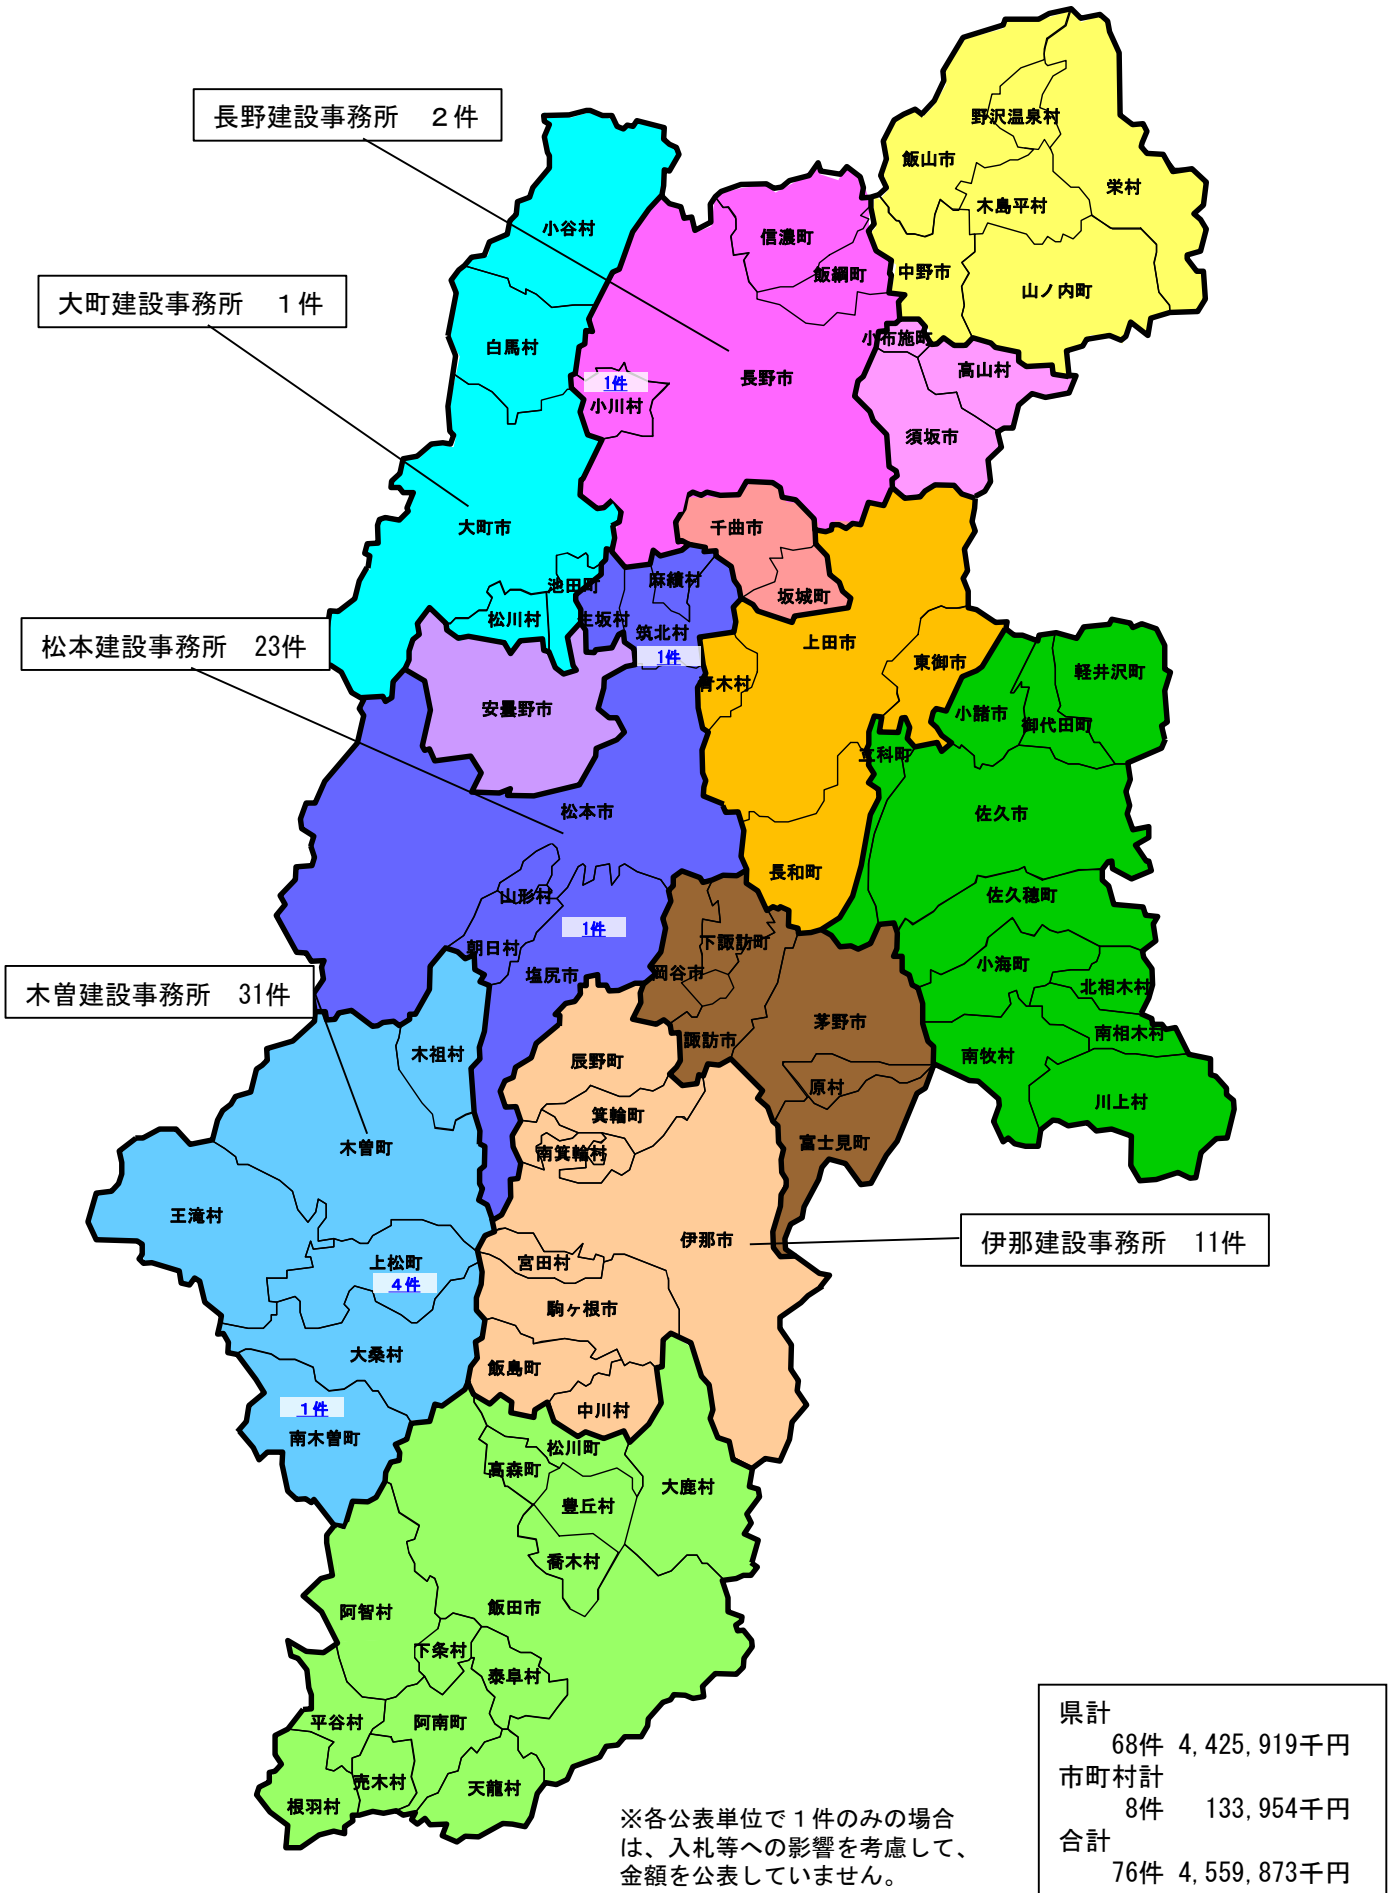 長野建設事務所　２件
大町建設事務所　１件
松本建設事務所　23件
木曽建設事務所　31件
伊那建設事務所　11件
野沢温泉村
飯山市
栄村
木島平村
中野市
山ノ内町
小谷村
信濃町
飯綱町
白馬村
小布施町
高山村
長野市
1件
小川村
須坂市
大町市
千曲市
池田町
麻績村
坂城町
松川村
生坂村
筑北村
1件
上田市
東御市
青木村
軽井沢町
小諸市
御代田町
安曇野市
立科町
松本市
佐久市
長和町
山形村
佐久穂町
1件
朝日村
塩尻市
下諏訪町
岡谷市
小海町
北相木村
茅野市
諏訪市
南相木村
木祖村
辰野町
南牧村
原村
川上村
箕輪町
木曽町
南箕輪村
富士見町
王滝村
伊那市
上松町
４件
宮田村
駒ヶ根市
大桑村
飯島町
１件
中川村
南木曽町
松川町
高森町
大鹿村
豊丘村
喬木村
阿智村
飯田市
下条村
泰阜村
平谷村
阿南町
売木村
天龍村
根羽村
※各公表単位で１件のみの場合
は、入札等への影響を考慮して、
金額を公表していません。
県計
68件 4,425,919千円
市町村計
8件 133,954千円
合計
76件 4,559,873千円